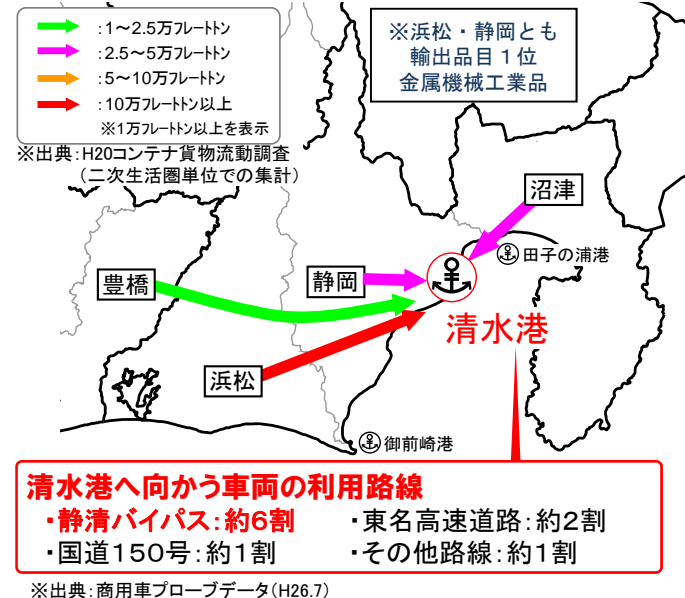 :1～2.5万フレートトン
:2.5～5万フレートトン
:5～10万フレートトン
:10万フレートトン以上
※1万フレートトン以上を表示
※出典:H20コンテナ貨物流動調査
(二次生活圏単位での集計)
※浜松・静岡とも
輸出品目１位
金属機械工業品
沼津
田子の浦港
静岡
豊橋
清水港
浜松
御前崎港
清水港へ向かう車両の利用路線
・静清バイパス:約6割
・東名高速道路:約2割
・国道150号:約1割
・その他路線:約1割
※出典:商用車プローブデータ(H26.7)